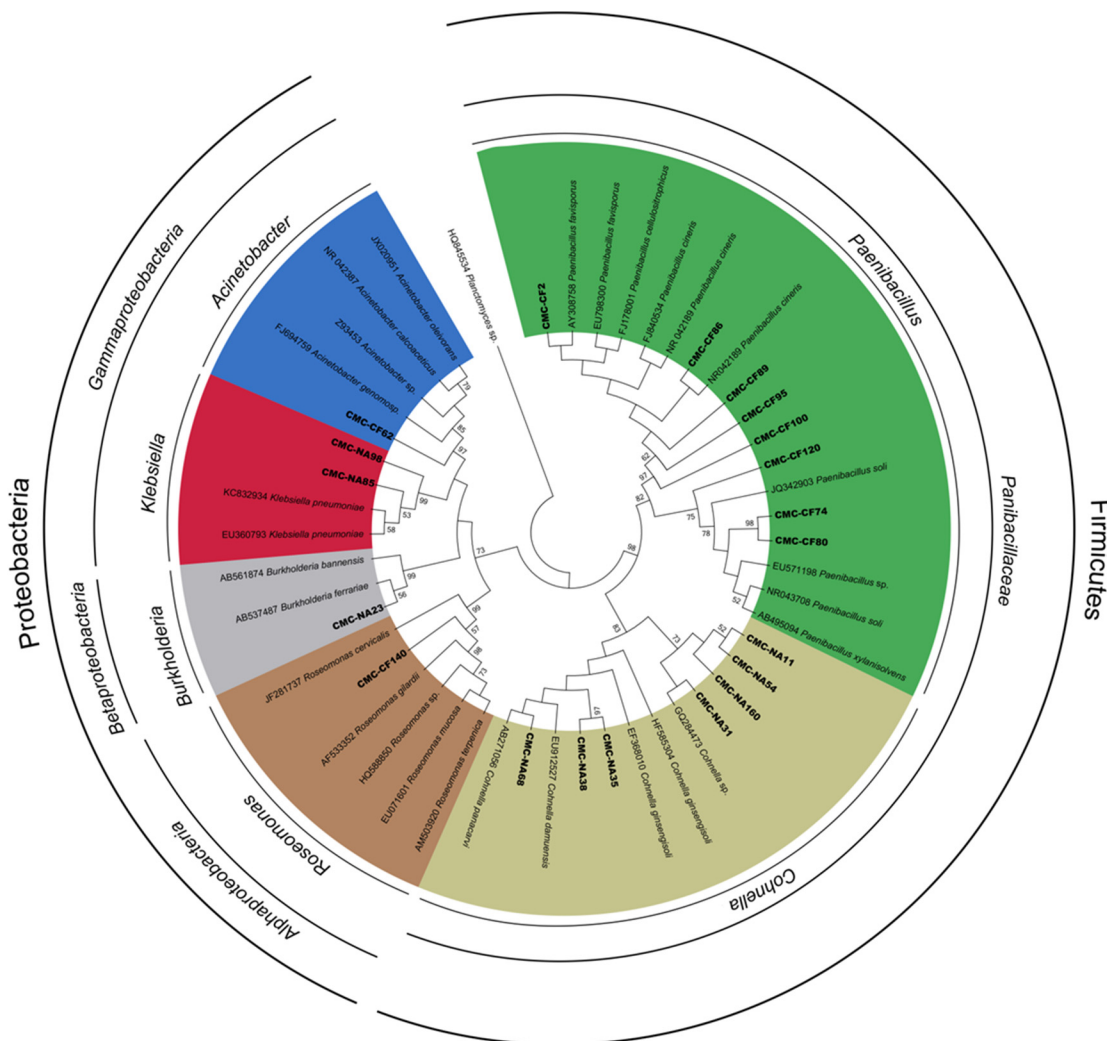 Proteobacteria
Gammaproteobacteria
Betaproteobacteria
Alphaproteobacteria
Firmicutes
Panibacillaceae
Acinetobacter
Klebsiella
Burkholderia
Roseomonas
Cohnella
Paenibacillus
HQ845534 Planctomyces sp.
CMC-CF2
AY308758 Paenibacillus favisporus
EU798300 Paenibacillus favisporus
FJ178001 Paenibacillus cellulositrophicus
FJ840534 Paenibacillus cineris
NR 042189 Paenibacillus cineris
CMC-CF86
NR042189 Paenibacillus cineris
CMC-CF89
CMC-CF95
CMC-CF100
CMC-CF120
JQ342903 Paenibacillus soli
CMC-CF74
CMC-CF80
EU571198 Paenibacillus sp.
NR043708 Paenibacillus soli
AB495094 Paenibacillus xylanisolvens
CMC-NA11
CMC-NA54
CMC-NA160
CMC-NA31
GQ284473 Cohnella sp.
HF585304 Cohnella ginsengisoli
EF368010 Cohnella ginsengisoli
CMC-NA35
CMC-NA38
EU912527 Cohnella damuensis
CMC-NA68
AB271056 Cohnella panacarvi
AM503920 Roseomonas terpenica
EU071601 Roseomonas mucosa
HQ588850 Roseomonas sp.
AF533352 Roseomonas gilardii
CMC-CF140
JF281737 Roseomonas cervicalis
CMC-NA23
AB537487 Burkholderia ferrariae
AB561874 Burkholderia bannensis
EU360793 Klebsiella pneumoniae
KC832934 Klebsiella pneumoniae
CMC-NA85
CMC-NA98
CMC-CF62
FJ694759 Acinetobacter genomosp.
Z93453 Acinetobacter sp.
NR 042387 Acinetobacter calcoaceticus
JX020951 Acinetobacter oleivorans
79
85
97
99
53
58
73
99
56
99
57
98
62
97
82
75
78
98
52
98
52
73
83